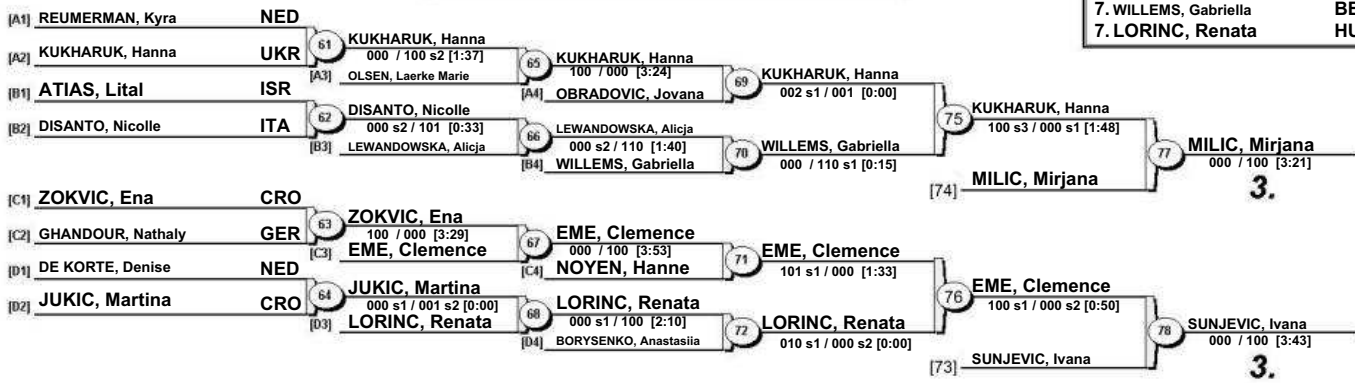 7. WILLEMS, Gabriella BE
7. LORINC, Renata HU
[A1] REUMERMAN, Kyra NED
[A2] KUKHARUK, Hanna UKR
[B1] ATIAS, Lital ISR
[B2] DISANTO, Nicolle ITA
[C1] ZOKVIC, Ena CRO
[C2] GHANDOUR, Nathaly GER
[D1] DE KORTE, Denise NED
[D2] JUKIC, Martina CRO
61
KUKHARUK, Hanna
000 / 100 s2 [1:37]
[A3] OLSEN, Laerke Marie
62
DISANTO, Nicolle
000 s2 / 101 [0:33]
[B3] LEWANDOWSKA, Alicja
63
ZOKVIC, Ena
100 / 000 [3:29]
[C3] EME, Clemence
64
JUKIC, Martina
000 s1 / 001 s2 [0:00]
[D3] LORINC, Renata
65
KUKHARUK, Hanna
100 / 000 [3:24]
[A4] OBRADOVIC, Jovana
66
LEWANDOWSKA, Alicja
000 s2 / 110 [1:40]
[B4] WILLEMS, Gabriella
67
EME, Clemence
000 / 100 [3:53]
[C4] NOYEN, Hanne
68
LORINC, Renata
000 s1 / 100 [2:10]
[D4] BORYSENKO, Anastasiia
69
KUKHARUK, Hanna
002 s1 / 001 [0:00]
70
WILLEMS, Gabriella
000 / 110 s1 [0:15]
71
EME, Clemence
101 s1 / 000 [1:33]
72
LORINC, Renata
010 s1 / 000 s2 [0:00]
75
KUKHARUK, Hanna
100 s3 / 000 s1 [1:48]
[74] MILIC, Mirjana
76
EME, Clemence
100 s1 / 000 s2 [0:50]
[73] SUNJEVIC, Ivana
77
MILIC, Mirjana
000 / 100 [3:21]
3.
78
SUNJEVIC, Ivana
000 / 100 [3:43]
3.